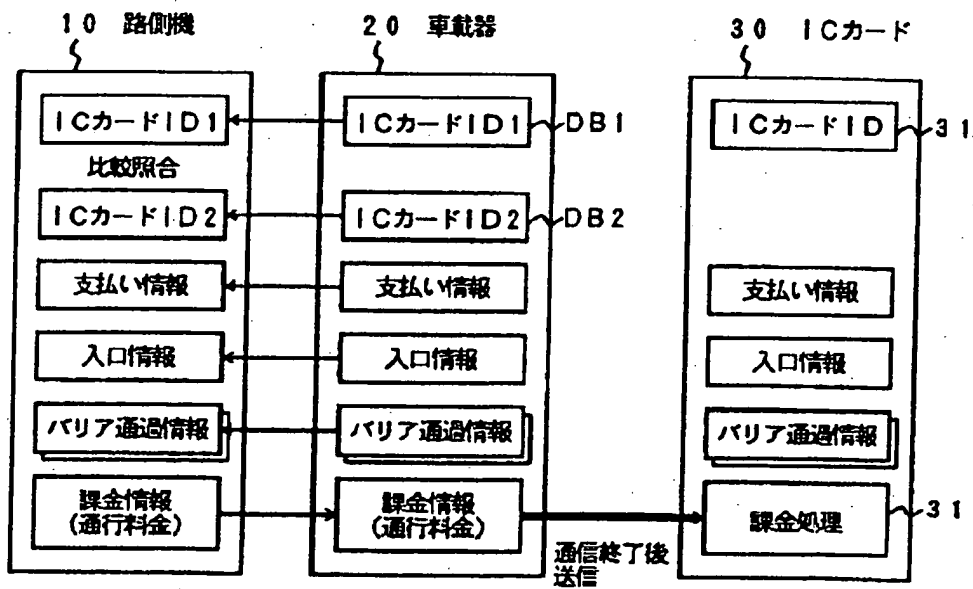 10 路側機
20 車載器
30 ICカード
ICカードID1
ICカードID1
DB1
ICカードID
31
比較照合
ICカードID2
ICカードID2
DB2
支払い情報
支払い情報
支払い情報
入口情報
入口情報
入口情報
バリア通過情報
バリア通過情報
バリア通過情報
課金情報
(通行料金)
課金情報
(通行料金)
課金処理
31
通信終了後
送信